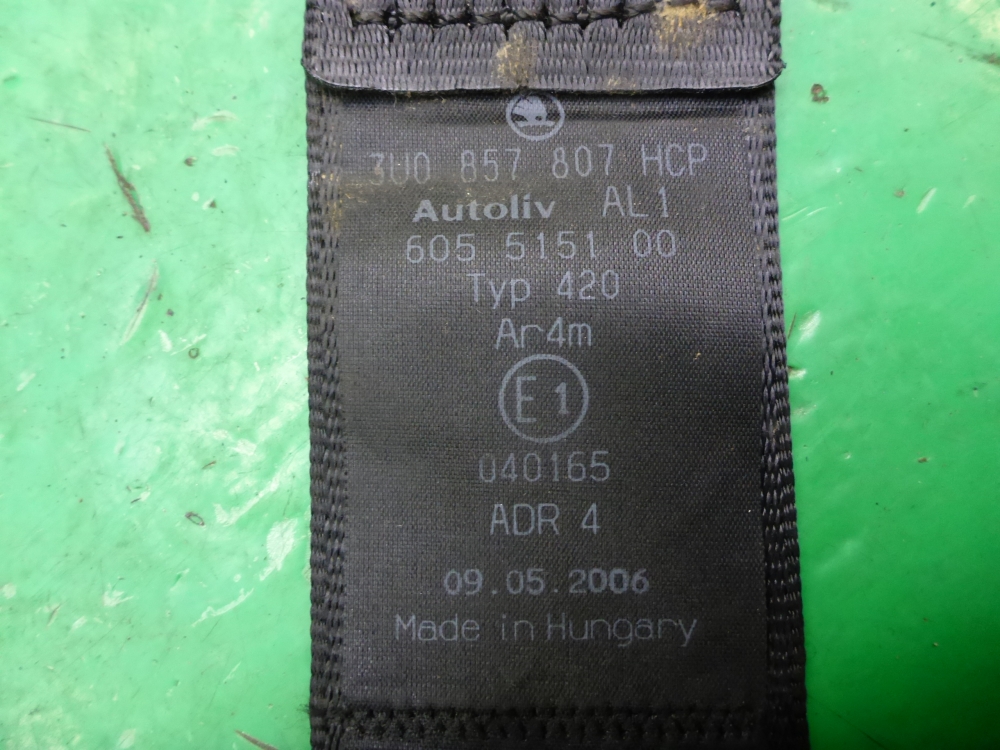 3U0 857 807 HCP
Autoliv AL1
605 5151 00
Typ 420
Ar4m
E1
040165
ADR 4
09.05.2006
Made in Hungary